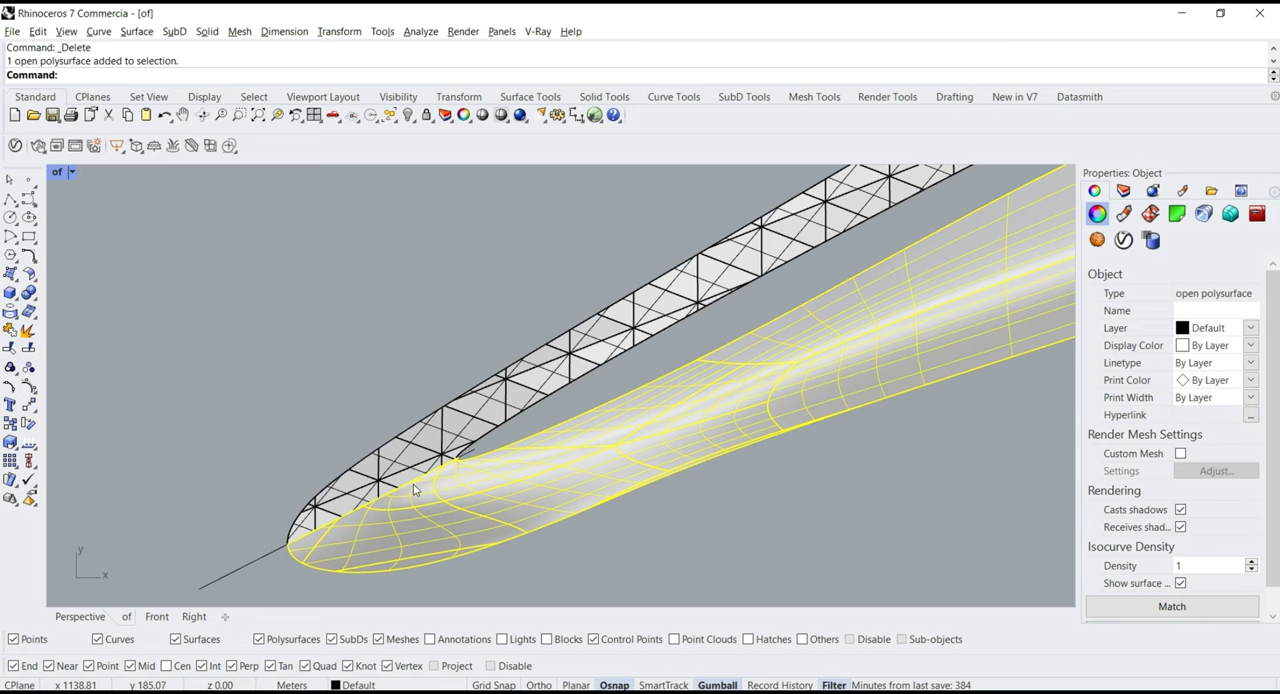 Rhinoceros 7 Commercia - [of]
File Edit View Curve Surface SubD Solid Mesh Dimension Transform Tools Analyze Render Panels V-Ray Help
Command: _Delete
1 open polysurface added to selection.
Command:
Standard CPlanes Set View Display Select Viewport Layout Visibility Transform Surface Tools Solid Tools Curve Tools SubD Tools Mesh Tools Render Tools Drafting New in V7 Datasmith
of
Properties: Object
Object
Type open polysurface
Name
Layer Default
Display Color By Layer
Linetype By Layer
Print Color By Layer
Print Width By Layer
Hyperlink ...
Render Mesh Settings
Custom Mesh
Settings Adjust...
Rendering
Casts shadows
Receives shad...
Isocurve Density
Density 1
Show surface ...
Match
y
x
Perspective of Front Right
Points Curves Surfaces Polysurfaces SubDs Meshes Annotations Lights Blocks Control Points Point Clouds Hatches Others Disable Sub-objects
End Near Point Mid Cen Int Perp Tan Quad Knot Vertex Project Disable
CPlane x 1138.81 y 185.07 z 0.00 Meters Default Grid Snap Ortho Planar Osnap SmartTrack Gumball Record History Filter Minutes from last save: 384